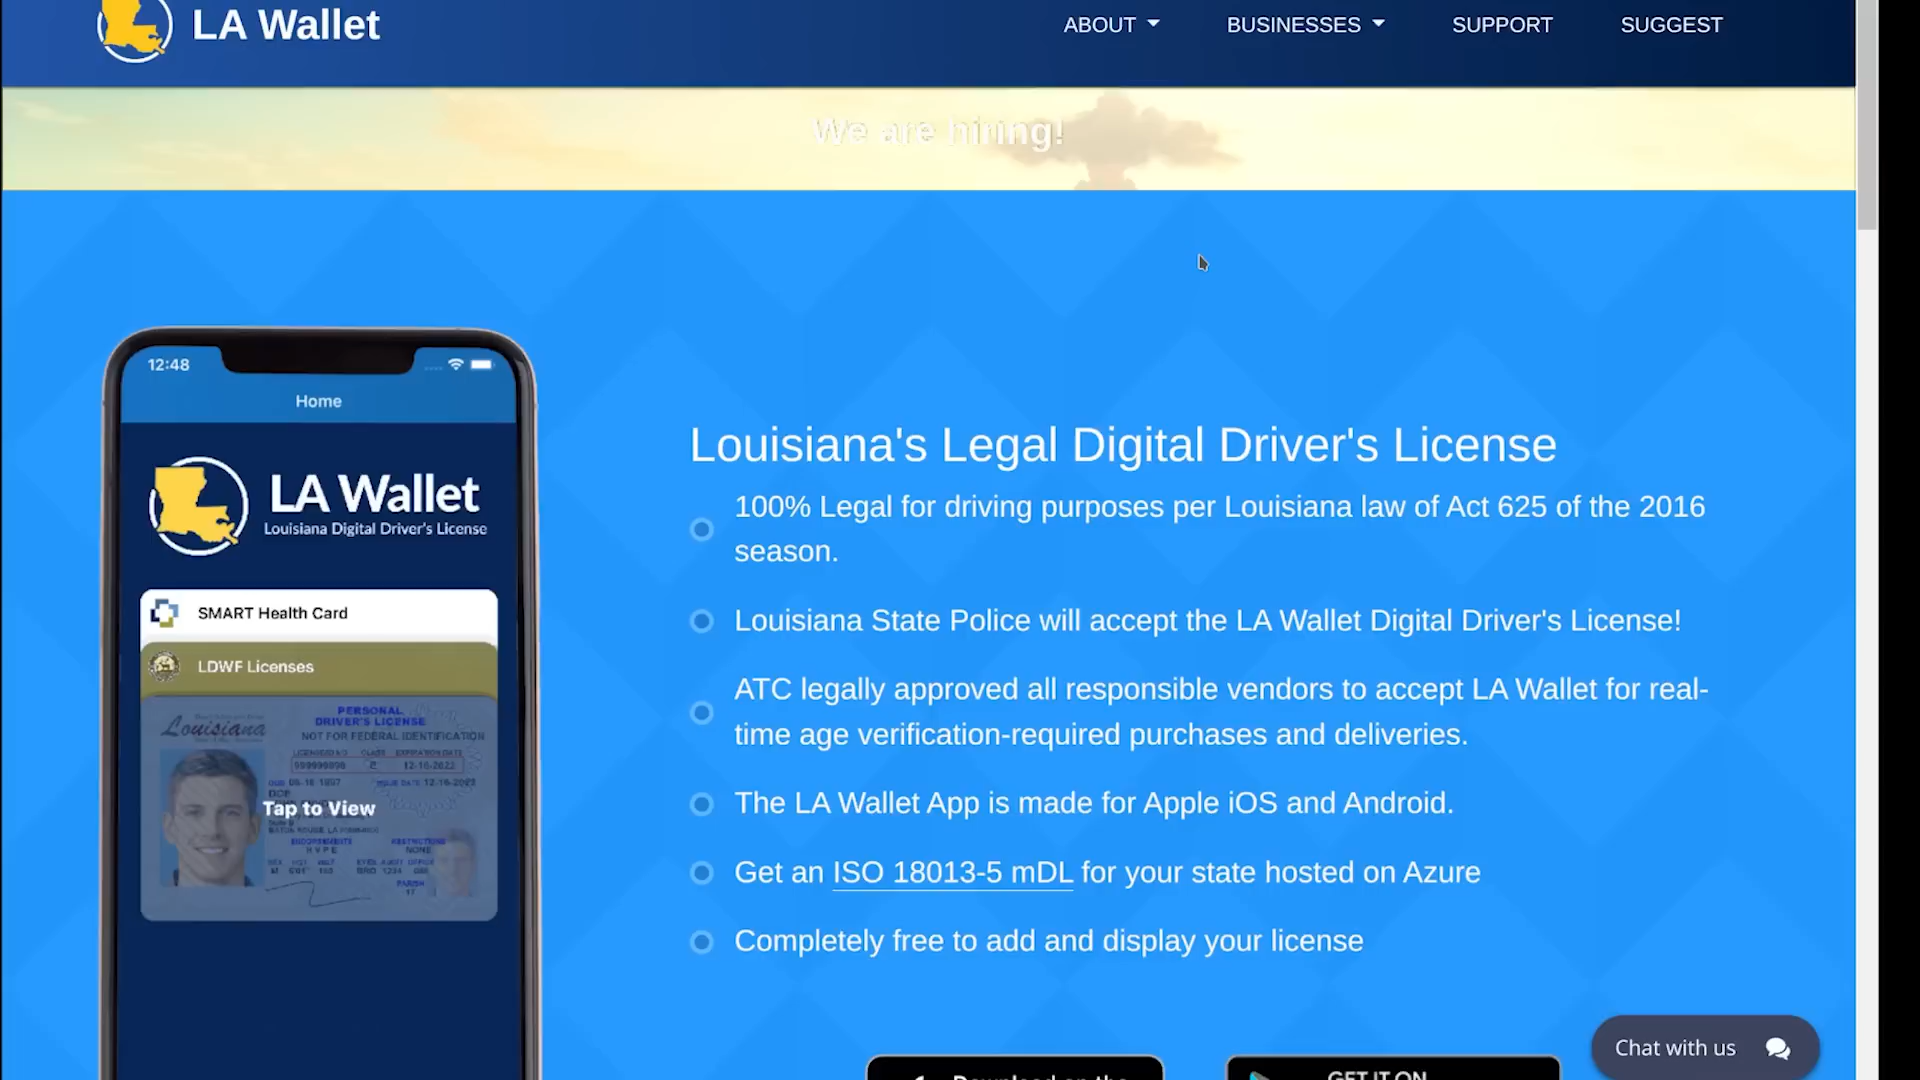 LA Wallet
ABOUT
BUSINESSES
SUPPORT
SUGGEST
We are hiring!
12:48
Home
LA Wallet
Louisiana Digital Driver's License
SMART Health Card
LDWF Licenses
Louisiana
PERSONAL
DRIVER'S LICENSE
NOT FOR FEDERAL IDENTIFICATION
Tap to View
Louisiana's Legal Digital Driver's License
100% Legal for driving purposes per Louisiana law of Act 625 of the 2016
season.
Louisiana State Police will accept the LA Wallet Digital Driver's License!
ATC legally approved all responsible vendors to accept LA Wallet for real-
time age verification-required purchases and deliveries.
The LA Wallet App is made for Apple iOS and Android.
Get an ISO 18013-5 mDL for your state hosted on Azure
Completely free to add and display your license
Download on the
GET IT ON
Chat with us